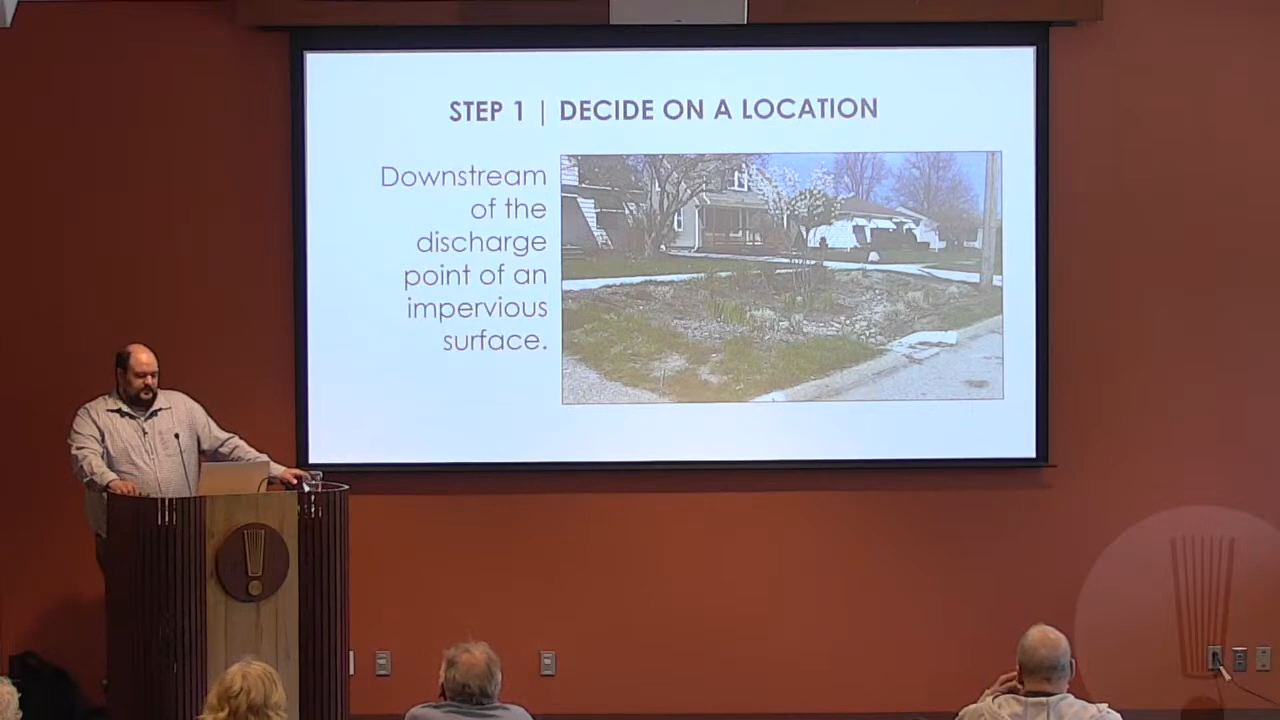 STEP 1 | DECIDE ON A LOCATION
Downstream
of the
discharge
point of an
impervious
surface.